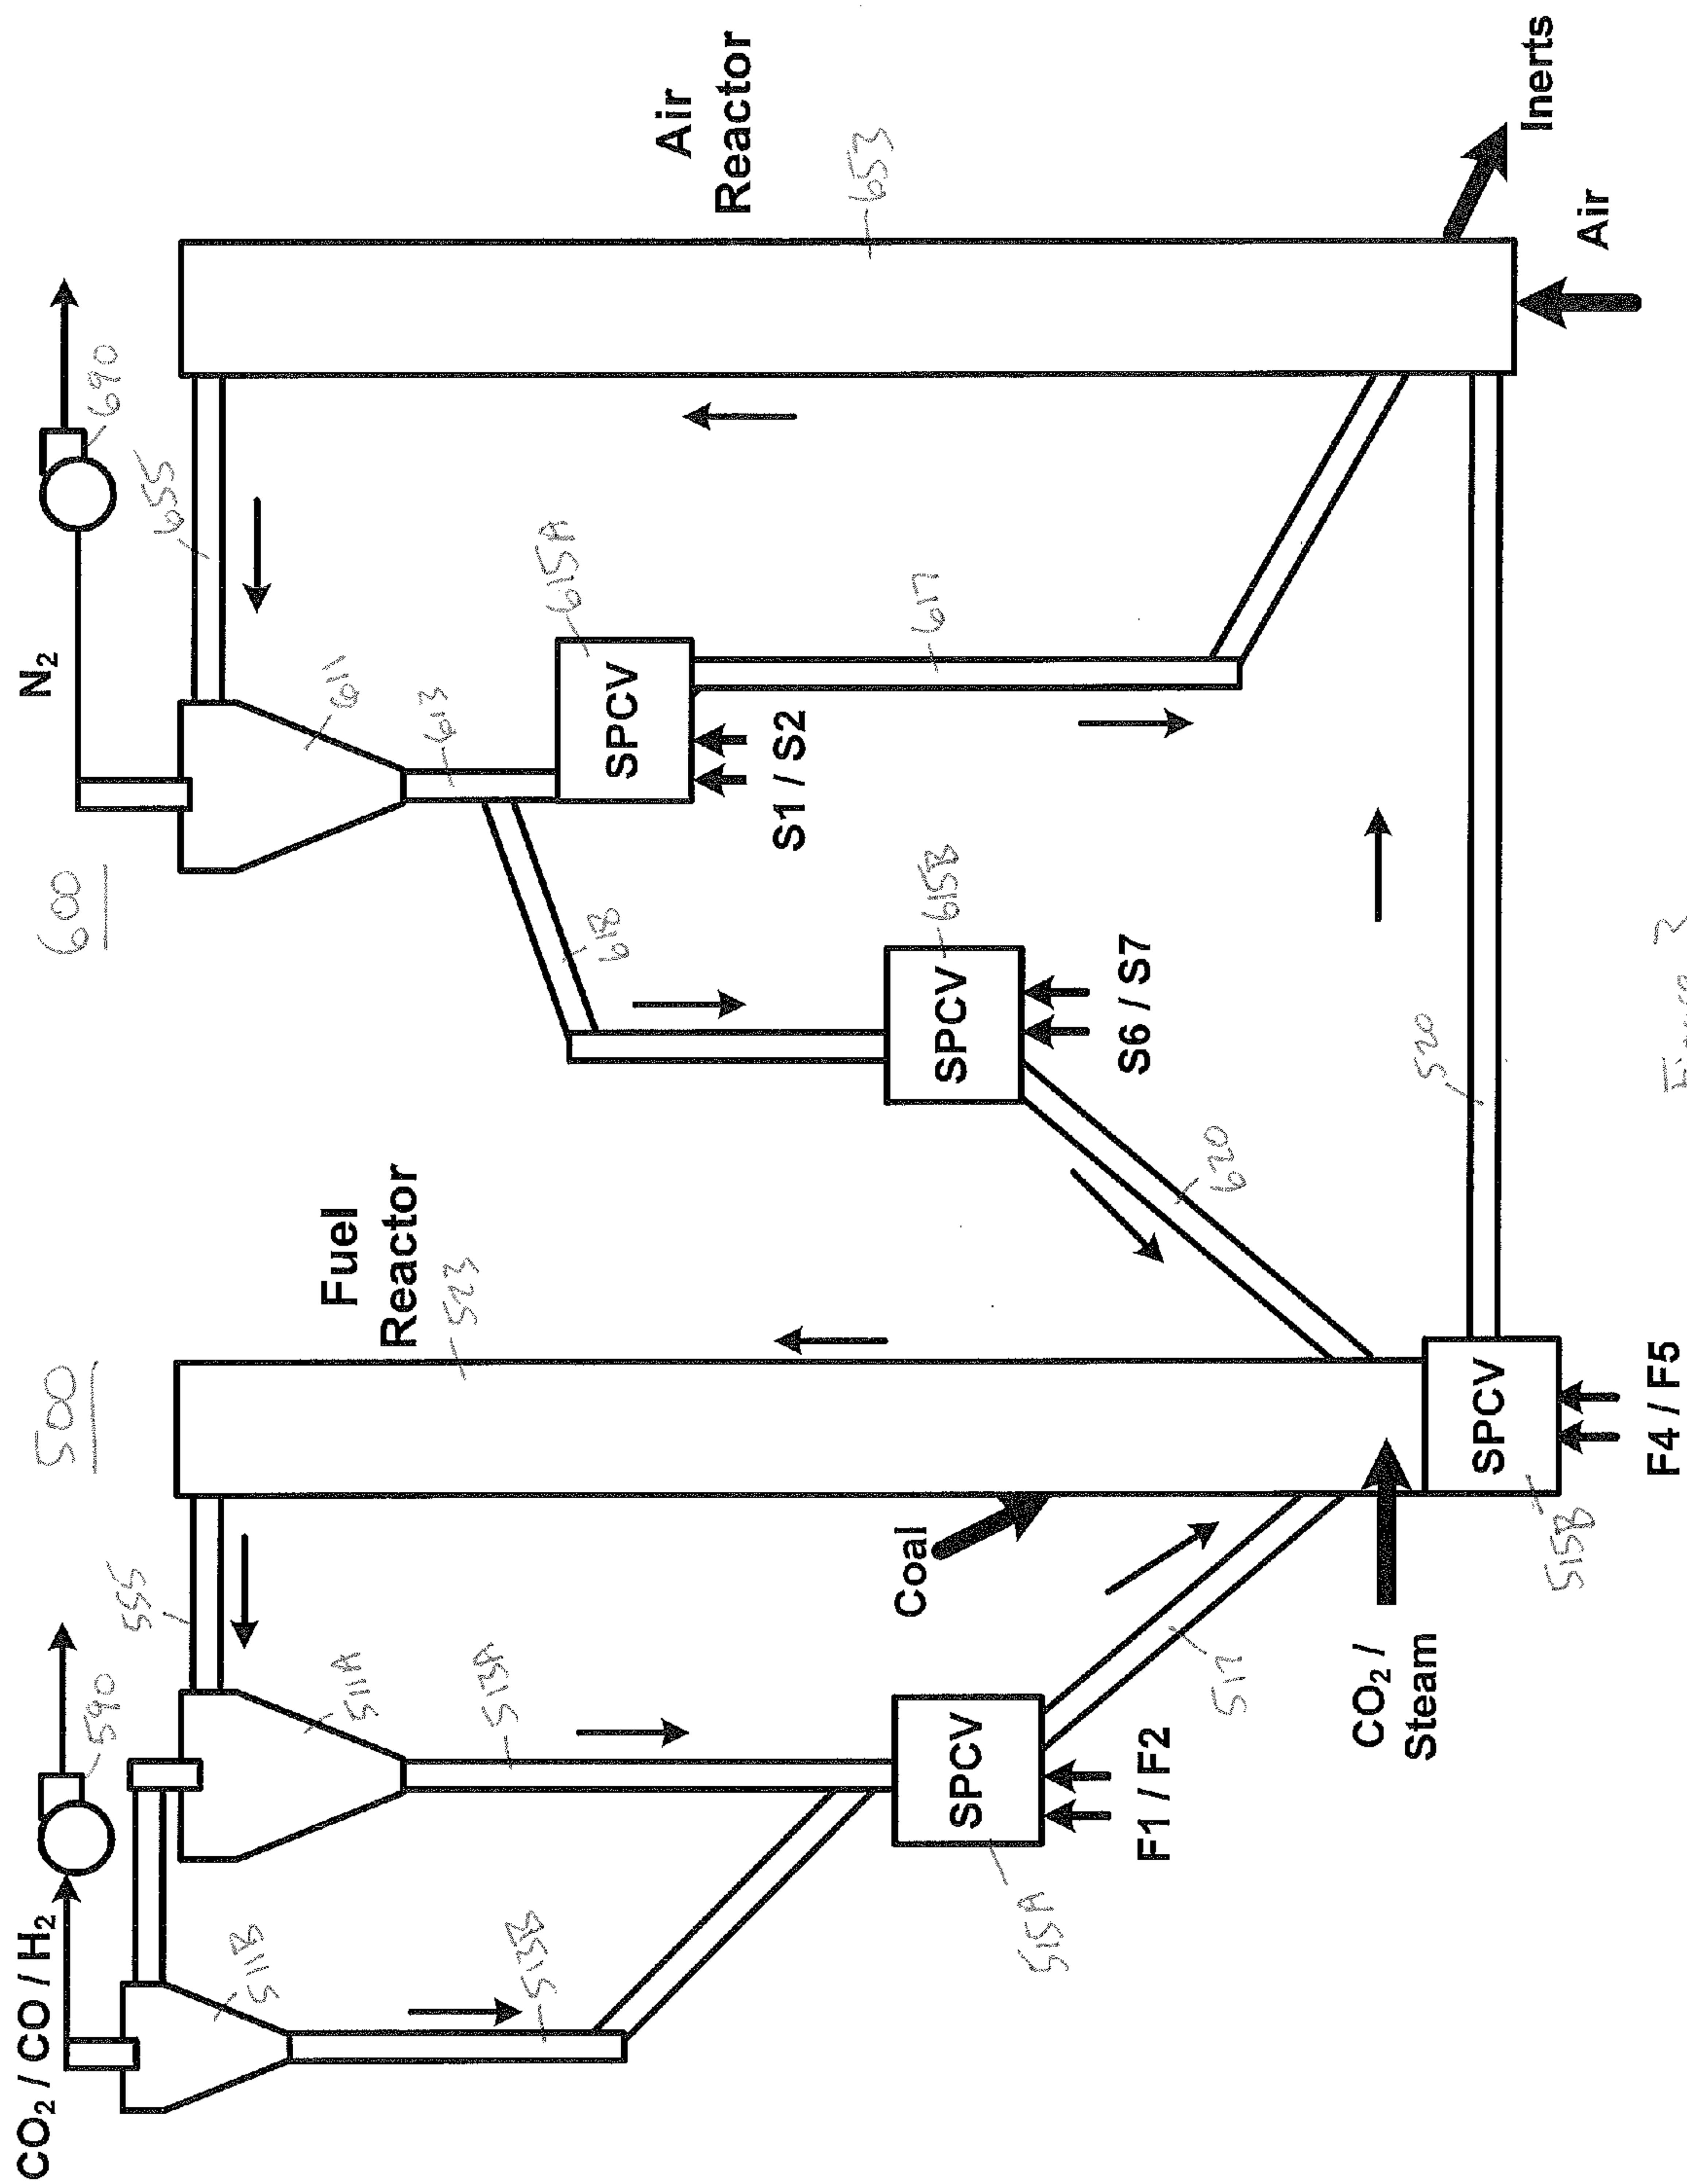 CO₂ / CO / H₂
590
500
600
N₂
690
555
655
511B
511A
611
Fuel
Reactor
523
613
513B
513A
618
SPCV
615A
S1 / S2
Air
Reactor
653
SPCV
515A
F1 / F2
Coal
SPCV
615B
S6 / S7
617
517
620
CO₂ /
Steam
520
SPCV
515B
F4 / F5
Inerts
Air